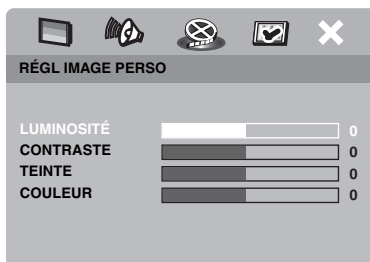 RÉGL IMAGE PERSO
LUMINOSITÉ 0
CONTRASTE 0
TEINTE 0
COULEUR 0